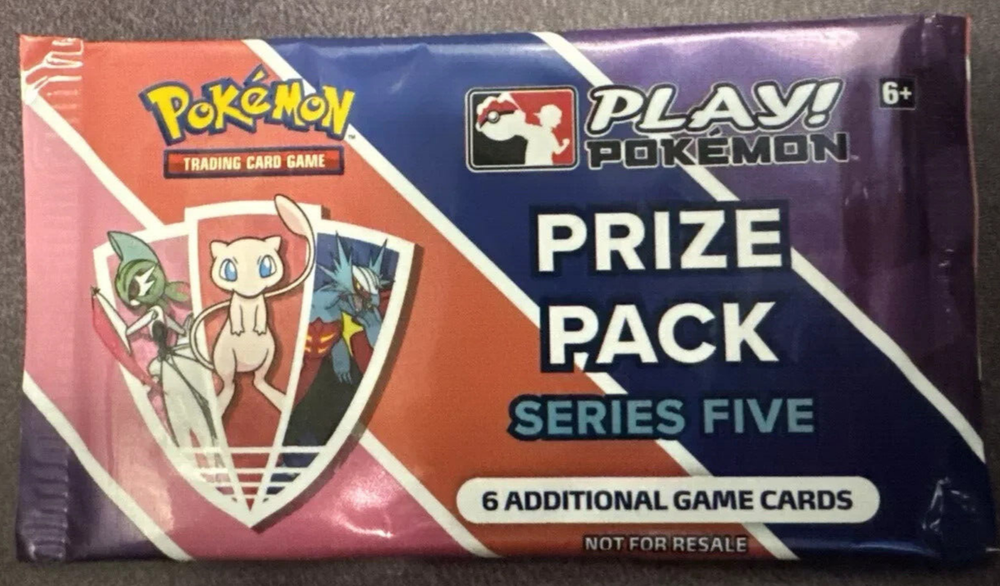 POKéMON
TRADING CARD GAME
PLAY!
POKÉMON
6+
PRIZE
PACK
SERIES FIVE
6 ADDITIONAL GAME CARDS
NOT FOR RESALE